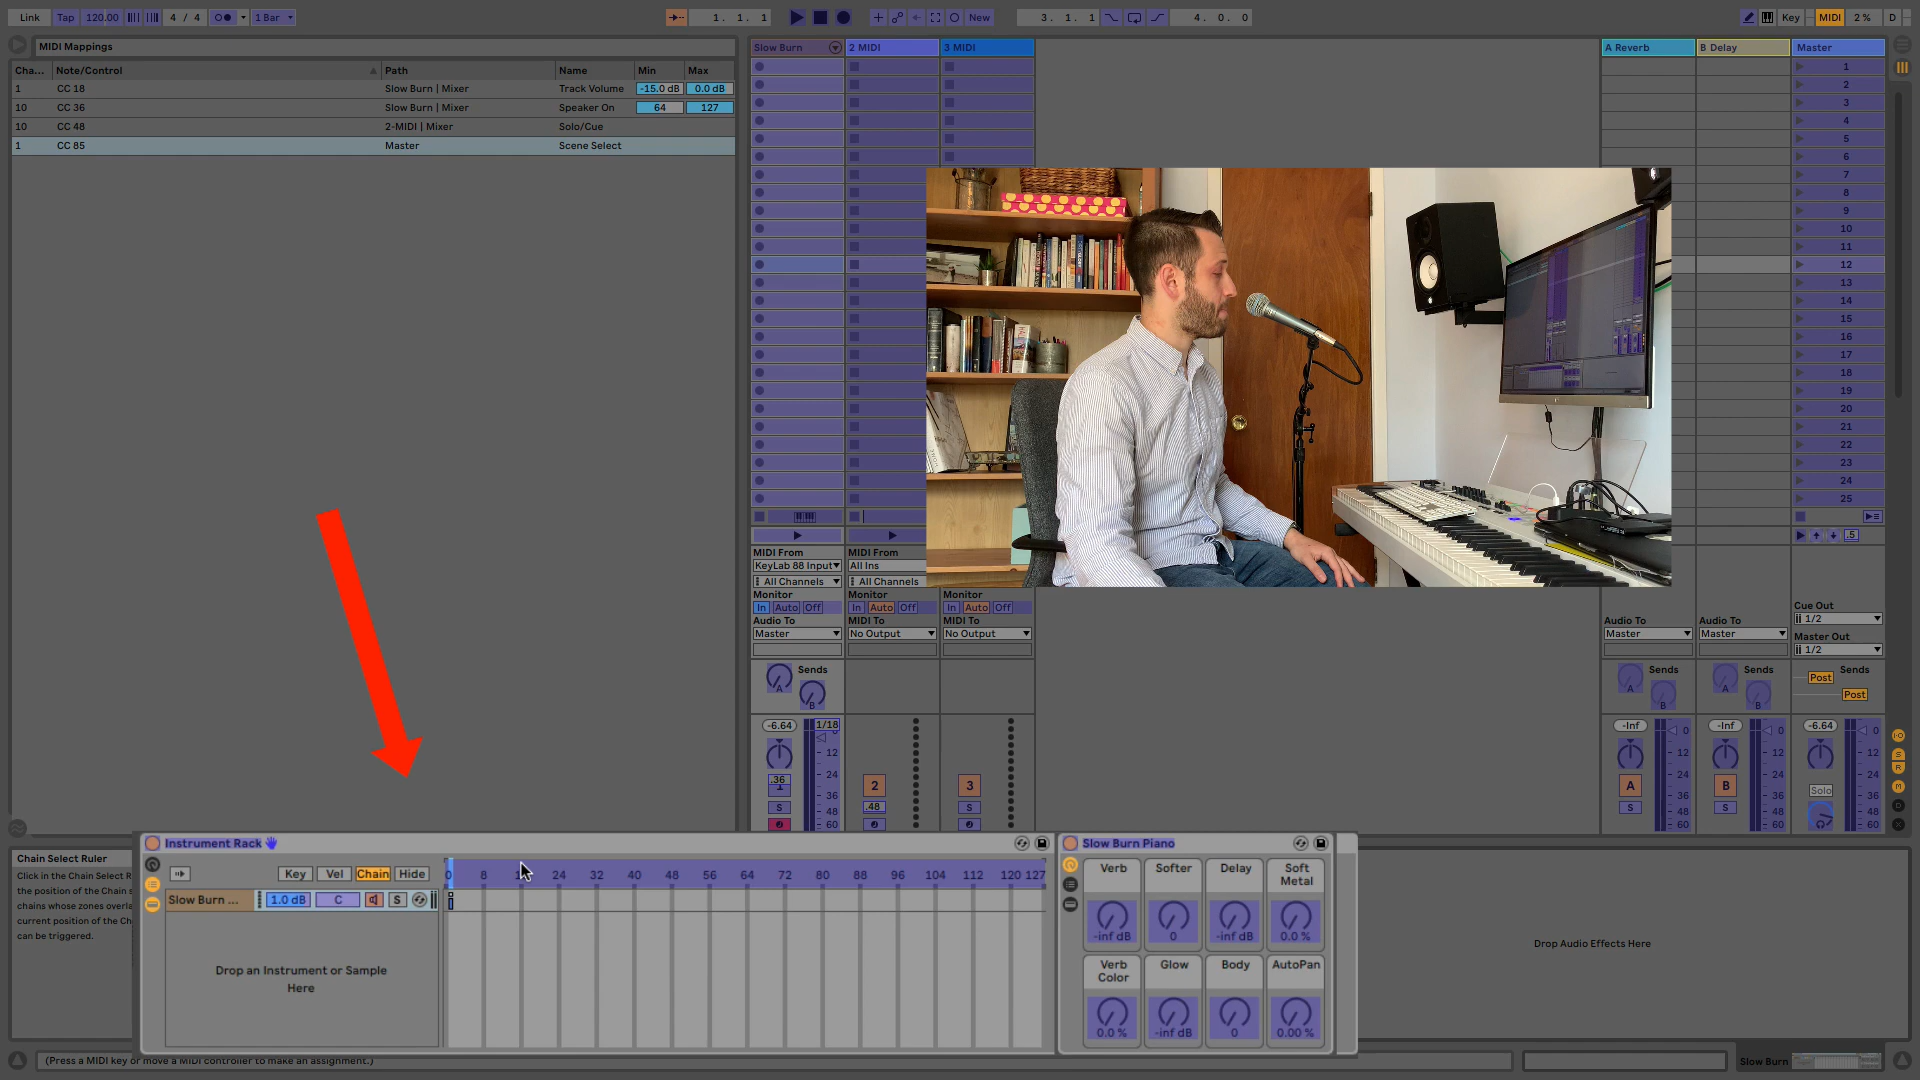 Link Tap 120.00 4 / 4 1 Bar 1. 1. 1 New 3. 1. 1 4. 0. 0 Key MIDI 2 % D
MIDI Mappings
Cha... Note/Control Path Name Min Max
1 CC 18 Slow Burn | Mixer Track Volume -15.0 dB 0.0 dB
10 CC 36 Slow Burn | Mixer Speaker On 64 127
10 CC 48 2-MIDI | Mixer Solo/Cue
1 CC 85 Master Scene Select
Slow Burn 2 MIDI 3 MIDI A Reverb B Delay Master
1
2
3
4
5
6
7
8
9
10
11
12
13
14
15
16
17
18
19
20
21
22
23
24
25
.5
MIDI From MIDI From
KeyLab 88 Input All Ins
All Channels All Channels
Monitor Monitor Monitor
In Auto Off In Auto Off In Auto Off
Audio To MIDI To MIDI To
Master No Output No Output
Cue Out
1/2
Audio To Audio To Master Out
Master Master 1/2
Sends Sends Sends Sends
A B A B A B Post Post
-6.64 1/18 -Inf -Inf -6.64
0 12 24 36 48 60
.36 2 3 A B Solo
S .48 S S S
Chain Select Ruler
Click in the Chain Select R
the position of the Chain s
chains whose zones overla
current position of the Ch
can be triggered.
Instrument Rack
Key Vel Chain Hide
0 8 24 32 40 48 56 64 72 80 88 96 104 112 120 127
Slow Burn ... 1.0 dB C S
Drop an Instrument or Sample
Here
Slow Burn Piano
Verb Softer Delay Soft
Metal
-inf dB 0 -inf dB 0.0 %
Verb Glow Body AutoPan
Color
0.0 % -inf dB 0 0.00 %
Drop Audio Effects Here
(Press a MIDI key or move a MIDI controller to make an assignment.)
Slow Burn